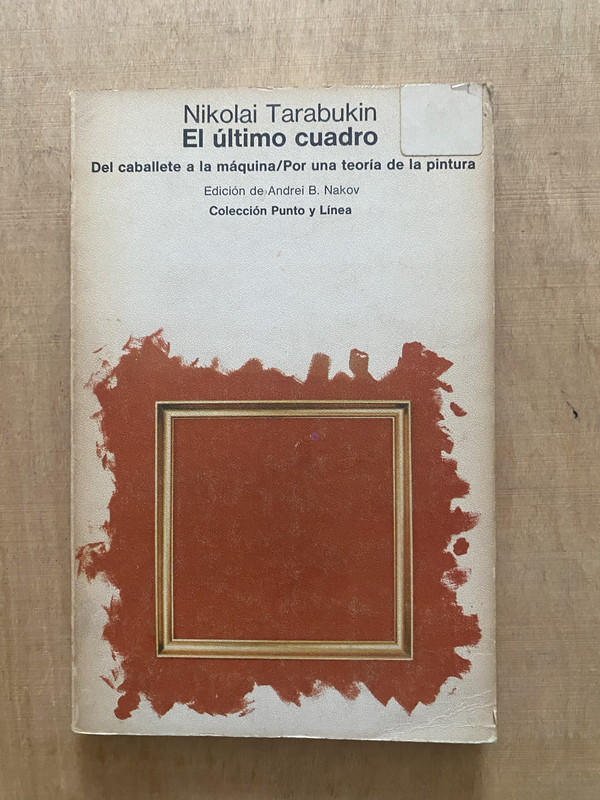 Nikolai Tarabukin
El último cuadro
Del caballete a la máquina/Por una teoría de la pintura
Edición de Andrei B. Nakov
Colección Punto y Línea